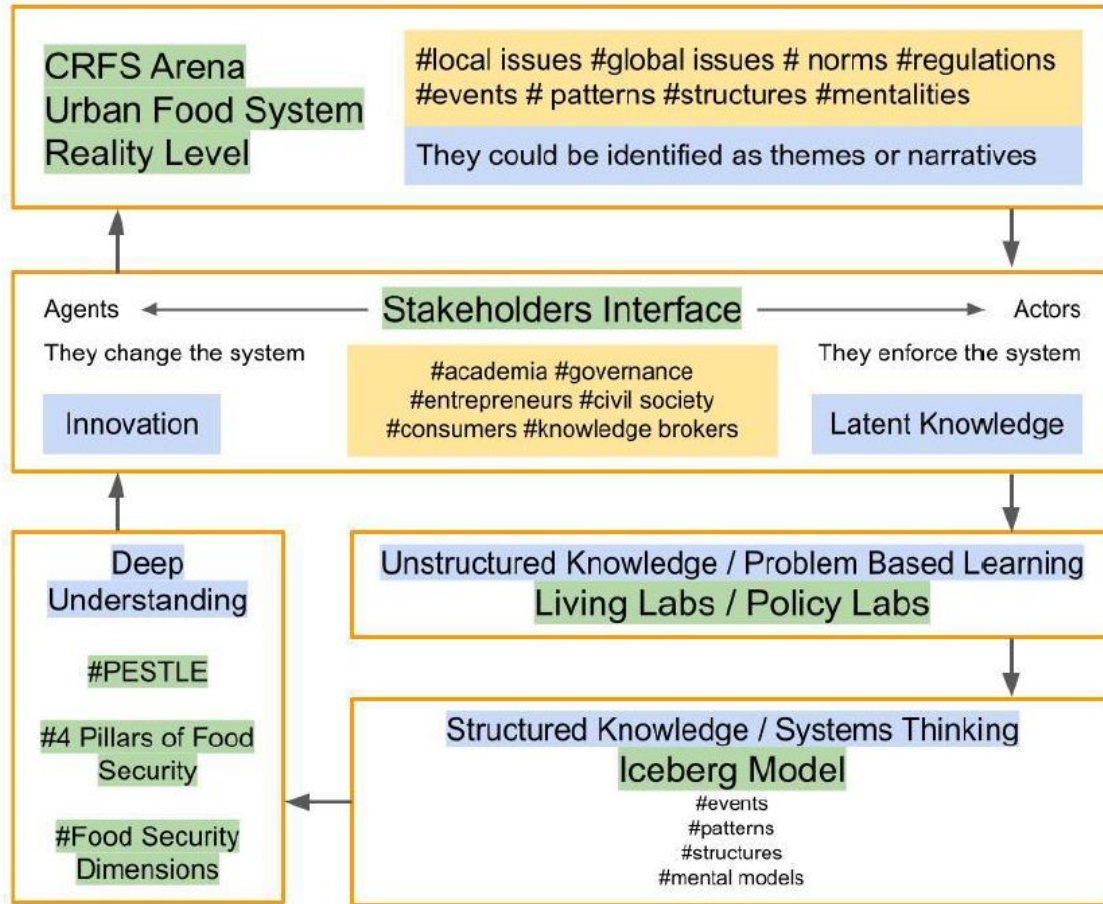 CRFS Arena
Urban Food System
Reality Level
#local issues #global issues # norms #regulations
#events # patterns #structures #mentalities
They could be identified as themes or narratives
Agents
Stakeholders Interface
Actors
They change the system
They enforce the system
#academia #governance
#entrepreneurs #civil society
#consumers #knowledge brokers
Innovation
Latent Knowledge
Deep
Understanding
#PESTLE
#4 Pillars of Food
Security
#Food Security
Dimensions
Unstructured Knowledge / Problem Based Learning
Living Labs / Policy Labs
Structured Knowledge / Systems Thinking
Iceberg Model
#events
#patterns
#structures
#mental models